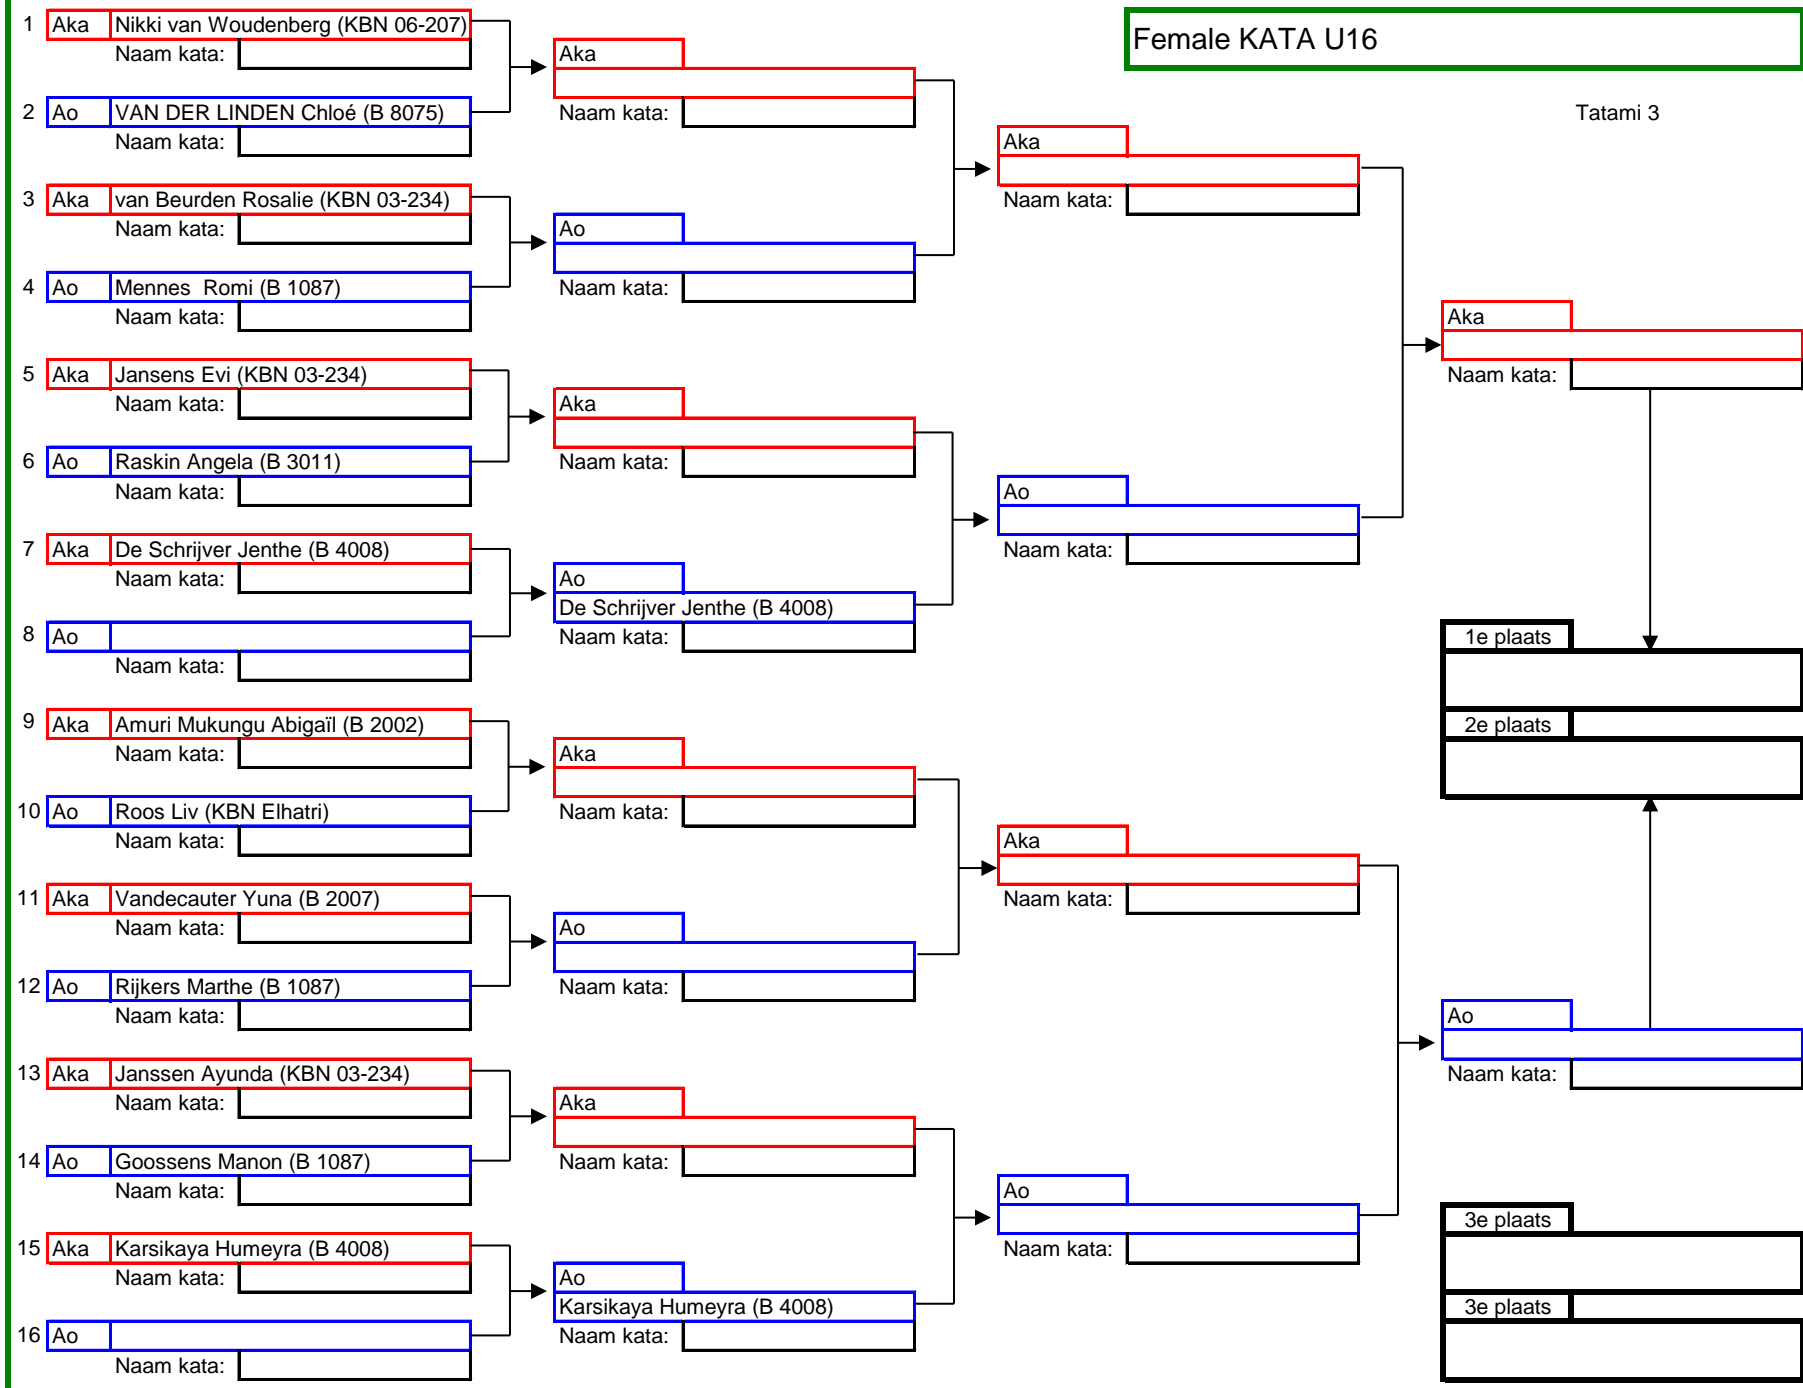 Female KATA U16
Tatami 3
1 Aka Nikki van Woudenberg (KBN 06-207)
Naam kata:
2 Ao VAN DER LINDEN Chloé (B 8075)
Naam kata:
3 Aka van Beurden Rosalie (KBN 03-234)
Naam kata:
4 Ao Mennes  Romi (B 1087)
Naam kata:
5 Aka Jansens Evi (KBN 03-234)
Naam kata:
6 Ao Raskin Angela (B 3011)
Naam kata:
7 Aka De Schrijver Jenthe (B 4008)
Naam kata:
8 Ao
Naam kata:
9 Aka Amuri Mukungu Abigaïl (B 2002)
Naam kata:
10 Ao Roos Liv (KBN Elhatri)
Naam kata:
11 Aka Vandecauter Yuna (B 2007)
Naam kata:
12 Ao Rijkers Marthe (B 1087)
Naam kata:
13 Aka Janssen Ayunda (KBN 03-234)
Naam kata:
14 Ao Goossens Manon (B 1087)
Naam kata:
15 Aka Karsikaya Humeyra (B 4008)
Naam kata:
16 Ao
Naam kata:
Aka
Naam kata:
Ao
Naam kata:
Aka
Naam kata:
Ao
De Schrijver Jenthe (B 4008)
Naam kata:
Aka
Naam kata:
Ao
Naam kata:
Aka
Naam kata:
Ao
Karsikaya Humeyra (B 4008)
Naam kata:
Aka
Naam kata:
Ao
Naam kata:
Aka
Naam kata:
Ao
Naam kata:
Aka
Naam kata:
1e plaats
2e plaats
Ao
Naam kata:
3e plaats
3e plaats